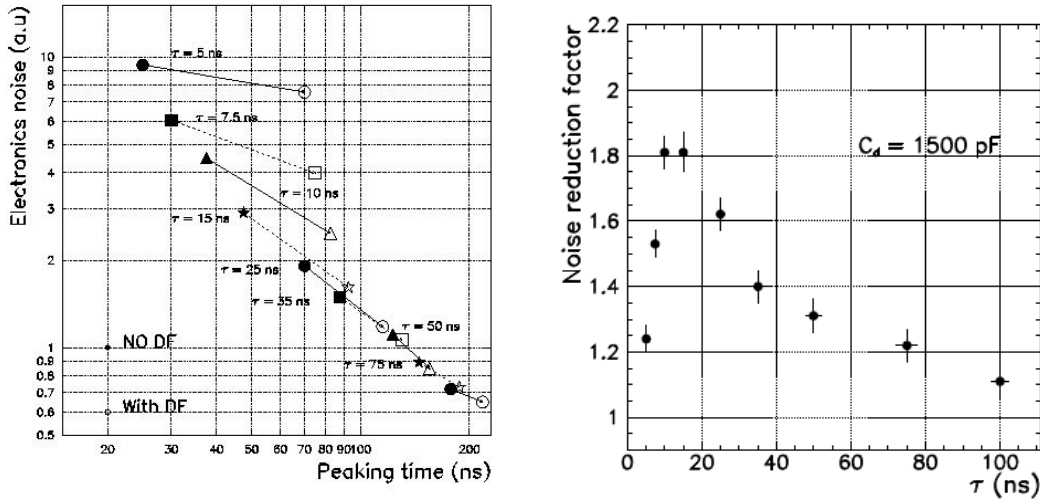 Electronics noise (a.u)
10
9
8
7
6
5
4
3
2
1
0.9
0.8
0.7
0.6
0.5
τ = 5 ns
τ = 7.5 ns
τ = 10 ns
τ = 15 ns
τ = 25 ns
τ = 35 ns
τ = 50 ns
τ = 75 ns
NO DF
With DF
20 30 40 50 60 70 80 90 100 200
Peaking time (ns)
Noise reduction factor
2.2
2
1.8
1.6
1.4
1.2
1
C_d = 1500 pF
0 20 40 60 80 100
τ (ns)